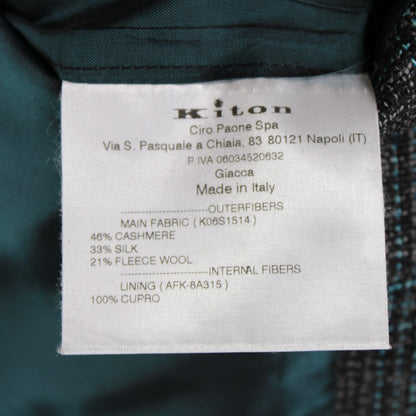 Kiton
Ciro Paone Spa
Via S. Pasquale a Chiaia, 83 80121 Napoli (IT)
P.IVA 06034520632
Giacca
Made in Italy
--------------------OUTERFIBERS
MAIN FABRIC ( K06S1514 )
46% CASHMERE
33% SILK
21% FLEECE WOOL
--------------------INTERNAL FIBERS
LINING ( AFK-8A315 )
100% CUPRO